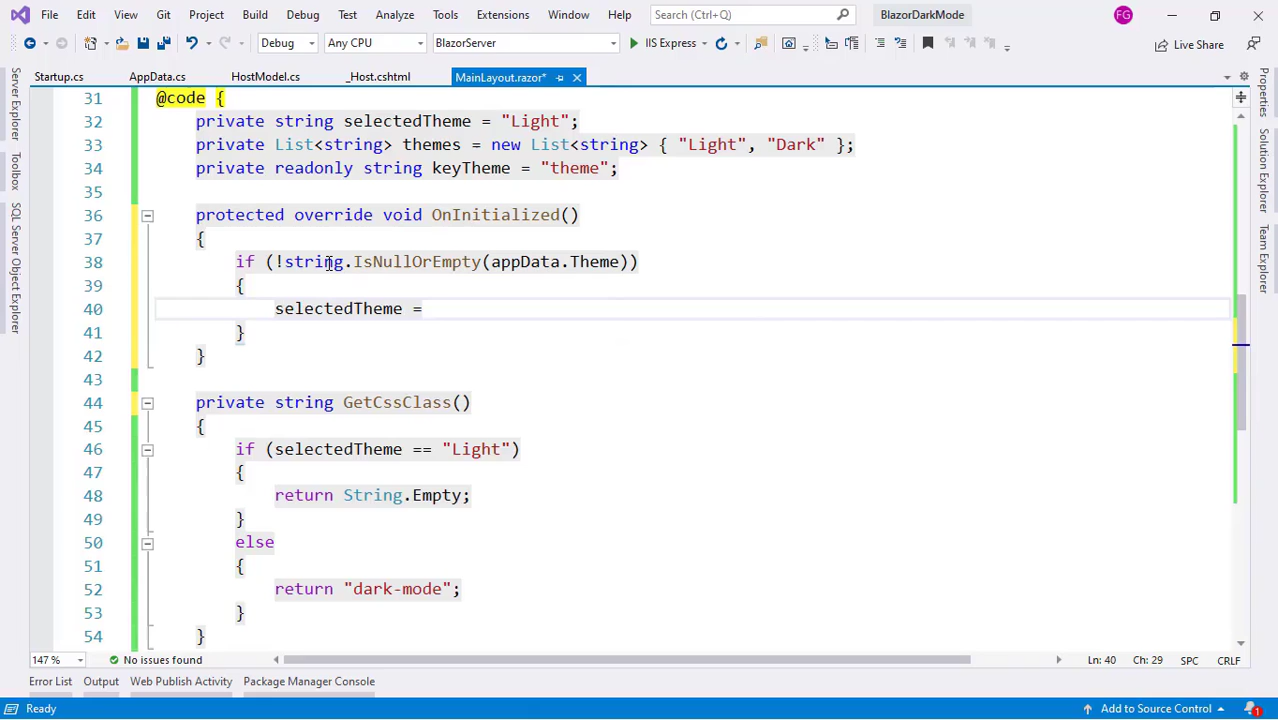 File Edit View Git Project Build Debug Test Analyze Tools Extensions Window Help Search (Ctrl+Q) BlazorDarkMode FG
Debug Any CPU BlazorServer IIS Express Live Share
Startup.cs AppData.cs HostModel.cs _Host.cshtml MainLayout.razor*
Server Explorer
Toolbox
SQL Server Object Explorer
31 @code {
32 private string selectedTheme = "Light";
33 private List<string> themes = new List<string> { "Light", "Dark" };
34 private readonly string keyTheme = "theme";
35
36 protected override void OnInitialized()
37 {
38 if (!string.IsNullOrEmpty(appData.Theme))
39 {
40 selectedTheme =
41 }
42 }
43
44 private string GetCssClass()
45 {
46 if (selectedTheme == "Light")
47 {
48 return String.Empty;
49 }
50 else
51 {
52 return "dark-mode";
53 }
54 }
Properties
Solution Explorer
Team Explorer
147 % No issues found Ln: 40 Ch: 29 SPC CRLF
Error List Output Web Publish Activity Package Manager Console
Ready Add to Source Control 1